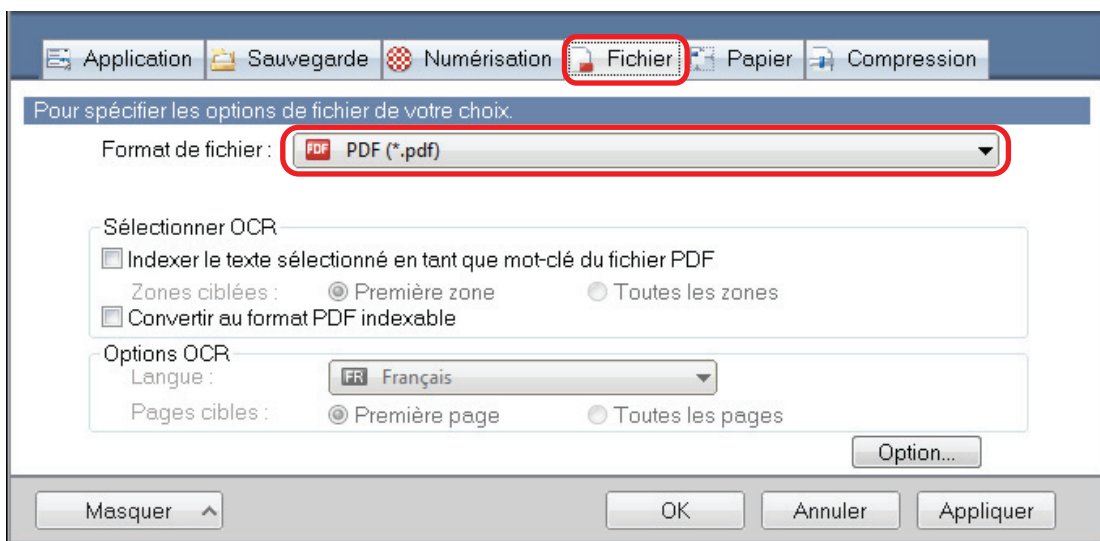 Application Sauvegarde Numérisation Fichier Papier Compression
Pour spécifier les options de fichier de votre choix.
Format de fichier : PDF PDF (*.pdf)
Sélectionner OCR
Indexer le texte sélectionné en tant que mot-clé du fichier PDF
Zones ciblées : Première zone Toutes les zones
Convertir au format PDF indexable
Options OCR
Langue : FR Français
Pages cibles : Première page Toutes les pages
Option...
Masquer OK Annuler Appliquer